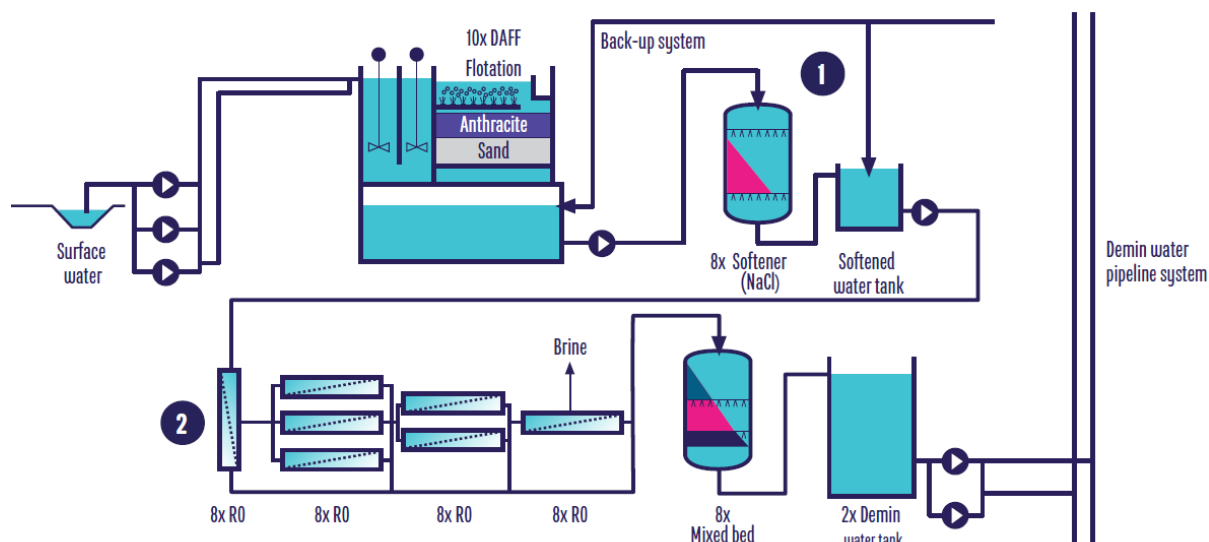 10x DAFF
Flotation
Back-up system
1
Anthracite
Sand
Surface
water
8x Softener
(NaCl)
Softened
water tank
Demin water
pipeline system
Brine
2
8x RO
8x RO
8x RO
8x RO
8x
Mixed bed
2x Demin
water tank